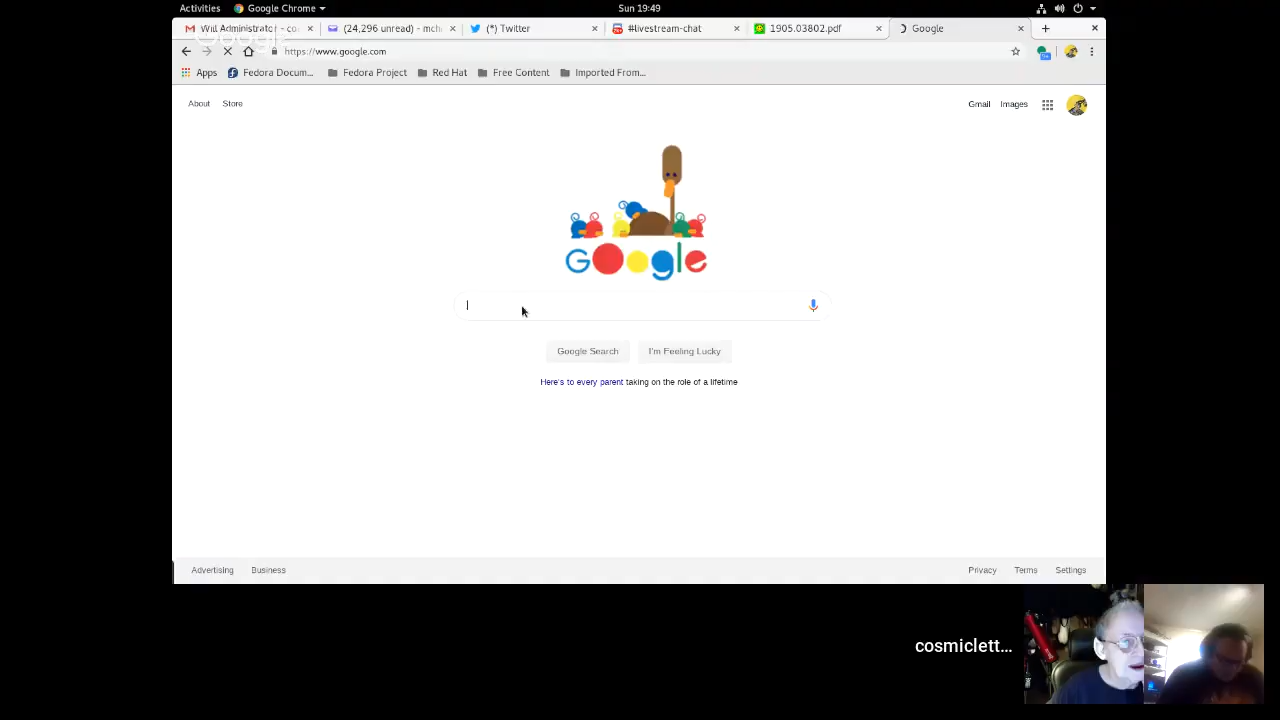 Activities Google Chrome Sun 19:49
Will Administrator - co (24,296 unread) - mch (*) Twitter #livestream-chat 1905.03802.pdf Google
https://www.google.com
Apps Fedora Docum... Fedora Project Red Hat Free Content Imported From...
About Store Gmail Images
Google
Google Search I'm Feeling Lucky
Here's to every parent taking on the role of a lifetime
Advertising Business Privacy Terms Settings
cosmiclett...